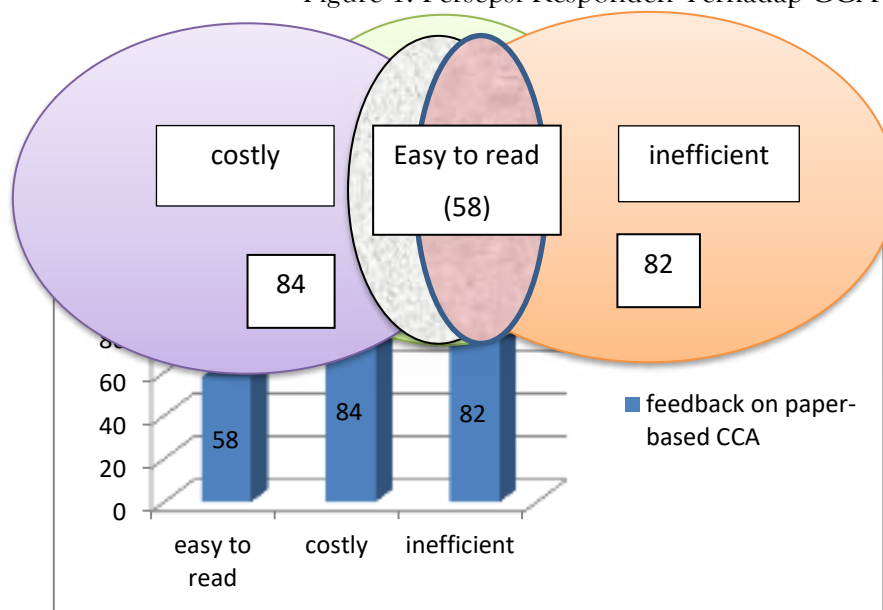 costly
Easy to read
(58)
inefficient
84
82
60
40
20
0
58
84
82
feedback on paper-
based CCA
easy to
read
costly
inefficient